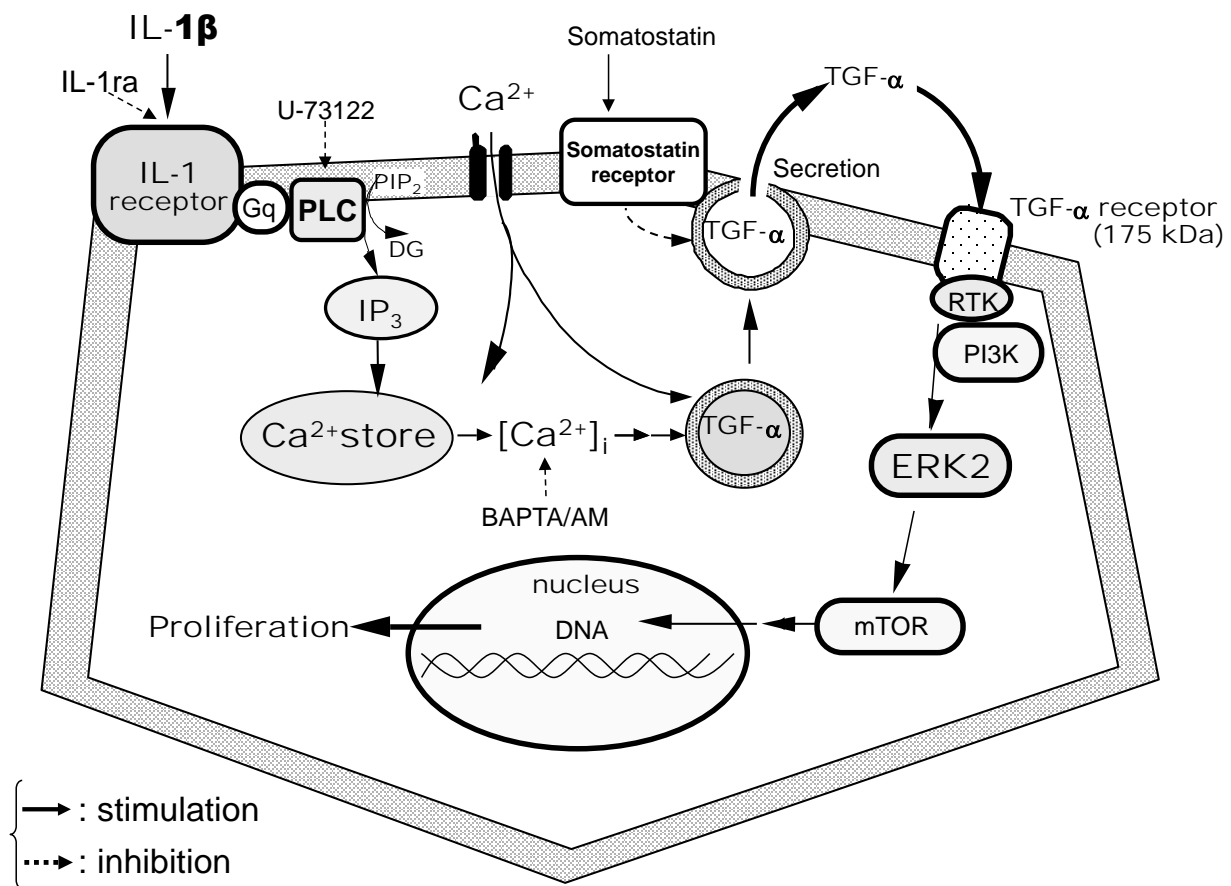 IL-1β
IL-1ra
IL-1
receptor
Gq
U-73122
PLC
PIP₂
DG
IP₃
Ca²⁺store
Ca²⁺
[Ca²⁺]ᵢ
BAPTA/AM
Somatostatin
Somatostatin
receptor
TGF-α
Secretion
TGF-α
TGF-α
TGF-α receptor
(175 kDa)
RTK
PI3K
ERK2
mTOR
nucleus
DNA
Proliferation
: stimulation
: inhibition